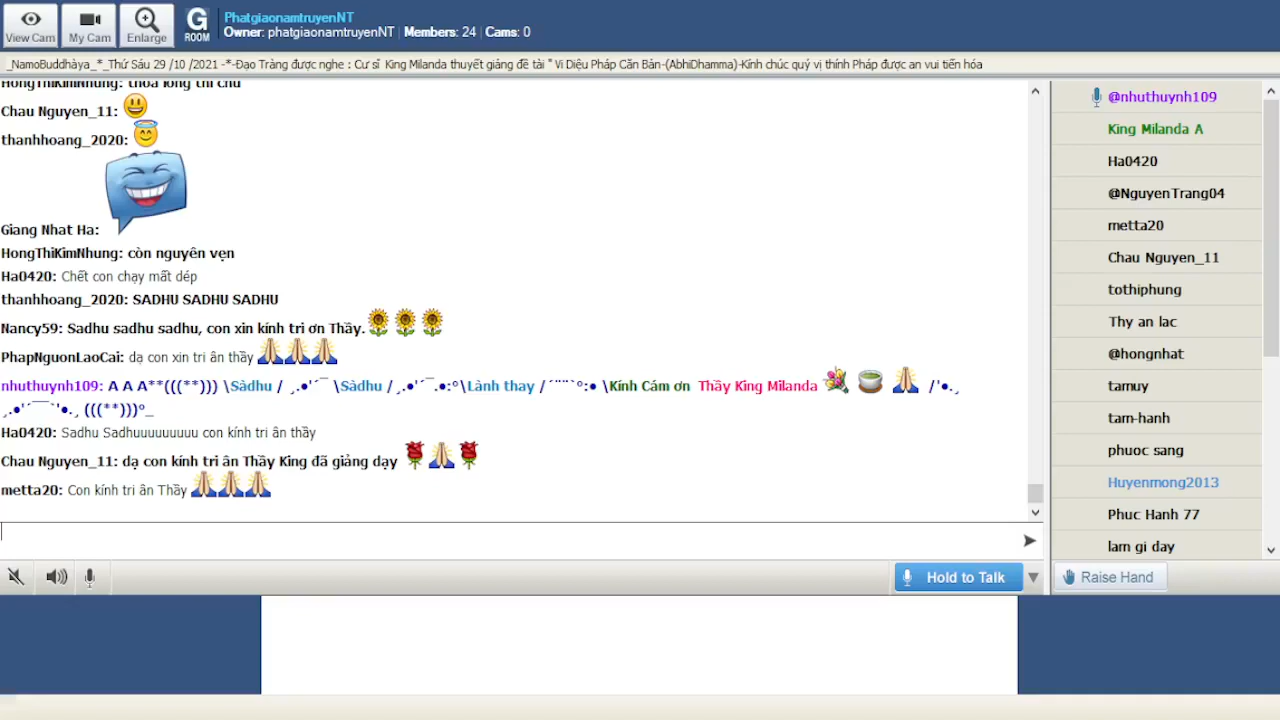 View Cam
My Cam
Enlarge
G
ROOM
PhatgiaonamtruyenNT
Owner: phatgiaonamtruyenNT | Members: 24 | Cams: 0
_NamoBuddhàya_*_Thứ Sáu 29 /10 /2021 -*-Đạo Tràng được nghe : Cư sĩ King Milanda thuyết giảng đề tài " Vi Diệu Pháp Căn Bản-(AbhiDhamma)-Kính chúc quý vị thính Pháp được an vui tiến hóa
HongThiKimNhung: thoả lòng thí chủ
Chau Nguyen_11:
thanhhoang_2020:
Giang Nhat Ha:
HongThiKimNhung: còn nguyên vẹn
Ha0420: Chết con chạy mất dép
thanhhoang_2020: SADHU SADHU SADHU
Nancy59: Sadhu sadhu sadhu, con xin kính tri ơn Thầy.
PhapNguonLaoCai: dạ con xin tri ân thầy
nhuthuynh109: A A A**(((**))) \Sàdhu / ¸.•'´¯ \Sàdhu /¸.•'´¯.•:°\Lành thay /´¨¨`°:• \Kính Cám ơn Thầy King Milanda /'•.¸
¸.•'´¯¯`'•.¸ (((**)))°_
Ha0420: Sadhu Sadhuuuuuuuuu con kính tri ân thầy
Chau Nguyen_11: dạ con kính tri ân Thầy King đã giảng dạy
metta20: Con kính tri ân Thầy
Hold to Talk
@nhuthuynh109
King Milanda A
Ha0420
@NguyenTrang04
metta20
Chau Nguyen_11
tothiphung
Thy an lac
@hongnhat
tamuy
tam-hanh
phuoc sang
Huyenmong2013
Phuc Hanh 77
lam gi day
Raise Hand